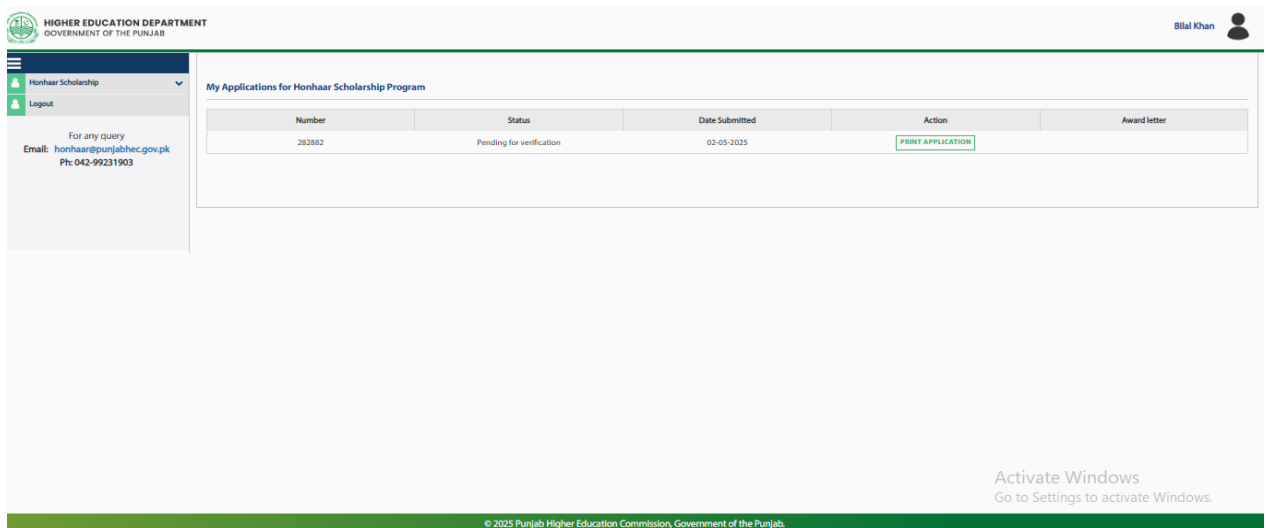 HIGHER EDUCATION DEPARTMENT
GOVERNMENT OF THE PUNJAB
Bilal Khan
Honhaar Scholarship
Logout
For any query
Email: honhaar@punjabhec.gov.pk
Ph: 042-99231903
My Applications for Honhaar Scholarship Program
Number Status Date Submitted Action Award letter
282882 Pending for verification 02-05-2025 PRINT APPLICATION
Activate Windows
Go to Settings to activate Windows.
© 2025 Punjab Higher Education Commission, Government of the Punjab.